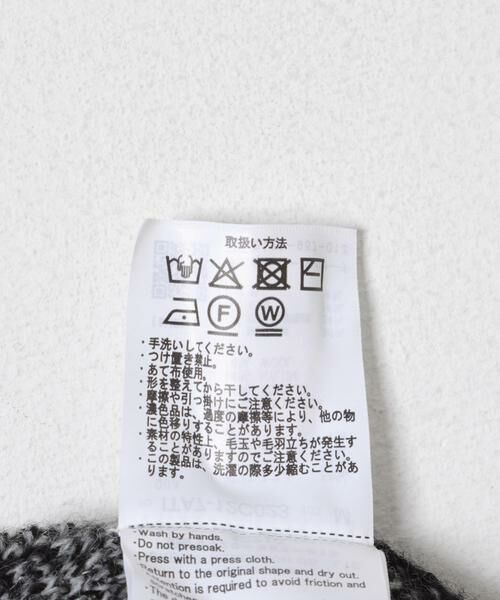 取扱い方法
F
W
・手洗いしてください。
・つけ置き禁止。
・あて布使用。
・形を整えてから干してください。
・摩擦や引っ掛けにご注意ください。
・濃色品は、過度の摩擦等により、他の物
に色移りすることがあります。
・素材の特性上、毛玉や毛羽立ちが発生す
ることがありますのでご注意ください。
・この製品は、洗濯の際多少縮むことがあ
ります。
・Wash by hands.
・Do not presoak.
・Press with a press cloth.
・Return to the original shape and dry out.
attention is required to avoid friction and